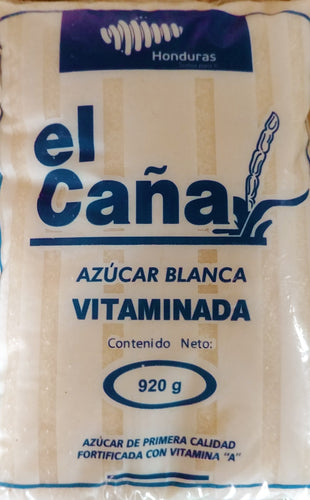 Honduras
el
Caña
AZÚCAR BLANCA
VITAMINADA
Contenido Neto:
920 g
AZÚCAR DE PRIMERA CALIDAD
FORTIFICADA CON VITAMINA "A"